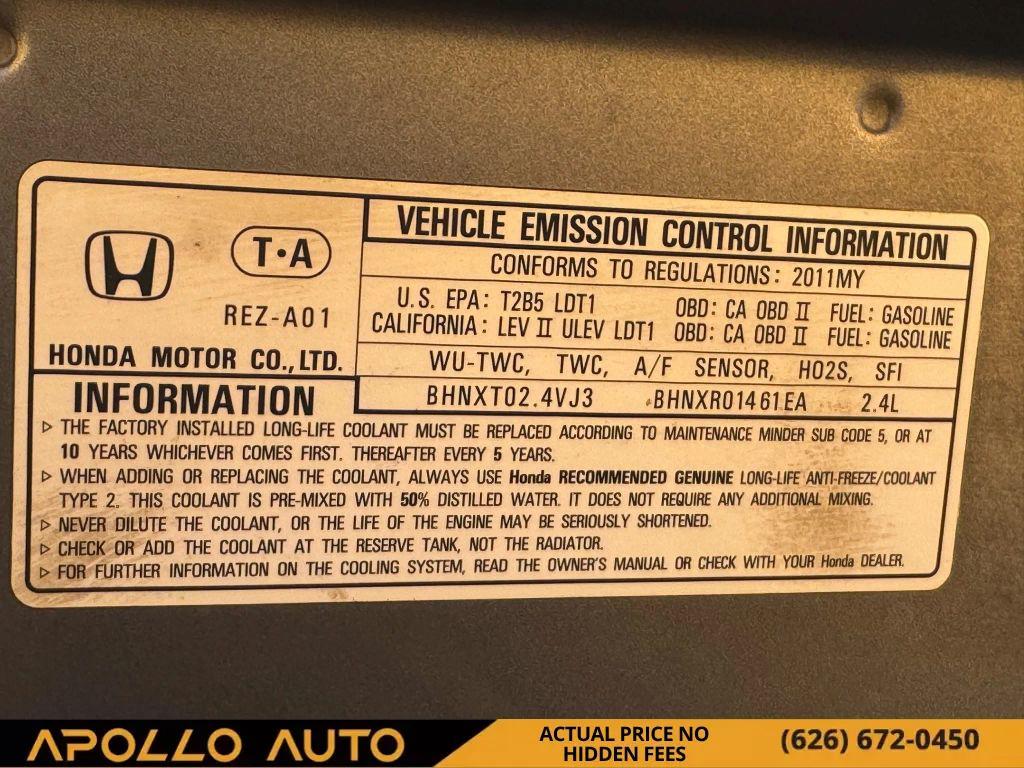 T•A
REZ-A01
HONDA MOTOR CO., LTD.
VEHICLE EMISSION CONTROL INFORMATION
CONFORMS TO REGULATIONS: 2011MY
U.S. EPA: T2B5 LDT1 OBD: CA OBD II FUEL: GASOLINE
CALIFORNIA: LEV II ULEV LDT1 OBD: CA OBD II FUEL: GASOLINE
WU-TWC, TWC, A/F SENSOR, HO2S, SFI
BHNXT02.4VJ3 BHNXR01461EA 2.4L
INFORMATION
▷ THE FACTORY INSTALLED LONG-LIFE COOLANT MUST BE REPLACED ACCORDING TO MAINTENANCE MINDER SUB CODE 5, OR AT
10 YEARS WHICHEVER COMES FIRST. THEREAFTER EVERY 5 YEARS.
▷ WHEN ADDING OR REPLACING THE COOLANT, ALWAYS USE Honda RECOMMENDED GENUINE LONG-LIFE ANTI-FREEZE/COOLANT
TYPE 2. THIS COOLANT IS PRE-MIXED WITH 50% DISTILLED WATER. IT DOES NOT REQUIRE ANY ADDITIONAL MIXING.
▷ NEVER DILUTE THE COOLANT, OR THE LIFE OF THE ENGINE MAY BE SERIOUSLY SHORTENED.
▷ CHECK OR ADD THE COOLANT AT THE RESERVE TANK, NOT THE RADIATOR.
▷ FOR FURTHER INFORMATION ON THE COOLING SYSTEM, READ THE OWNER'S MANUAL OR CHECK WITH YOUR Honda DEALER.
APOLLO AUTO
ACTUAL PRICE NO
HIDDEN FEES
(626) 672-0450